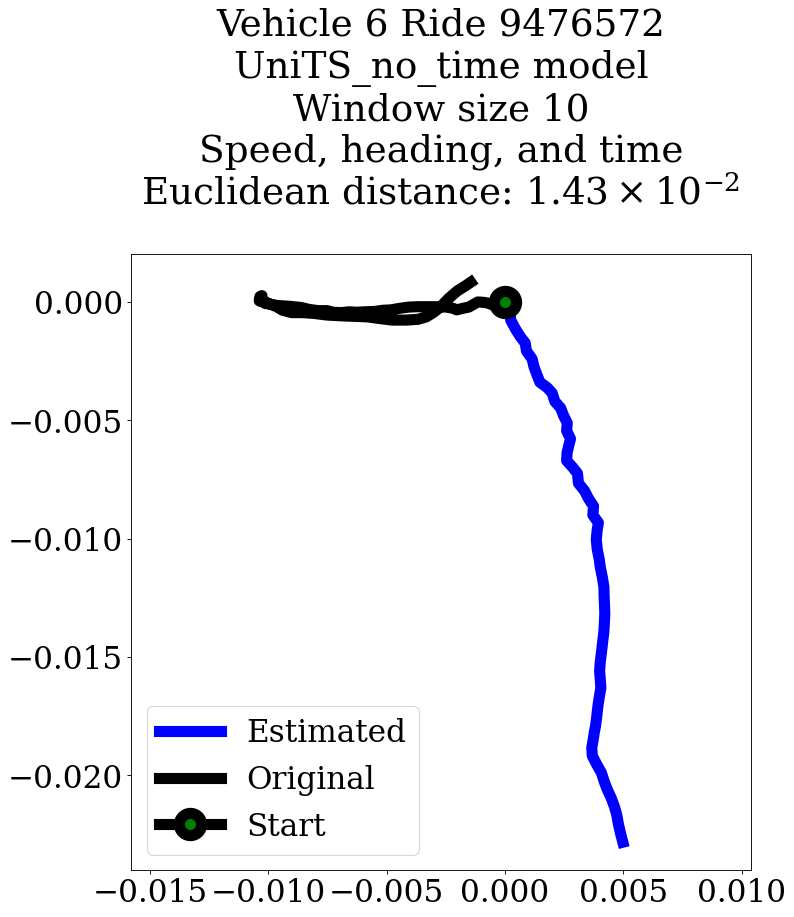 Vehicle 6 Ride 9476572
UniTS_no_time model
Window size 10
Speed, heading, and time
Euclidean distance: 1.43 × 10⁻²
0.000
−0.005
−0.010
−0.015
−0.020
Estimated
Original
Start
−0.015 −0.010 −0.005 0.000 0.005 0.010